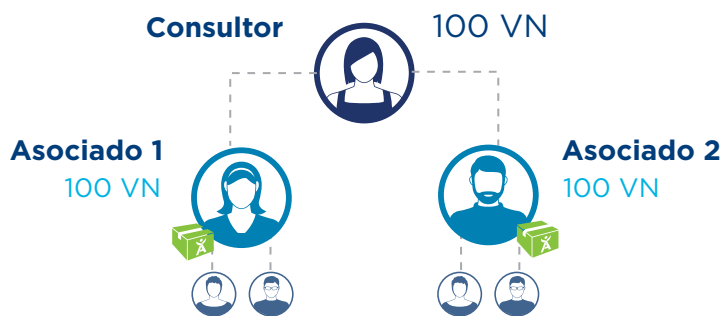 Consultor 100 VN
Asociado 1
100 VN
Asociado 2
100 VN